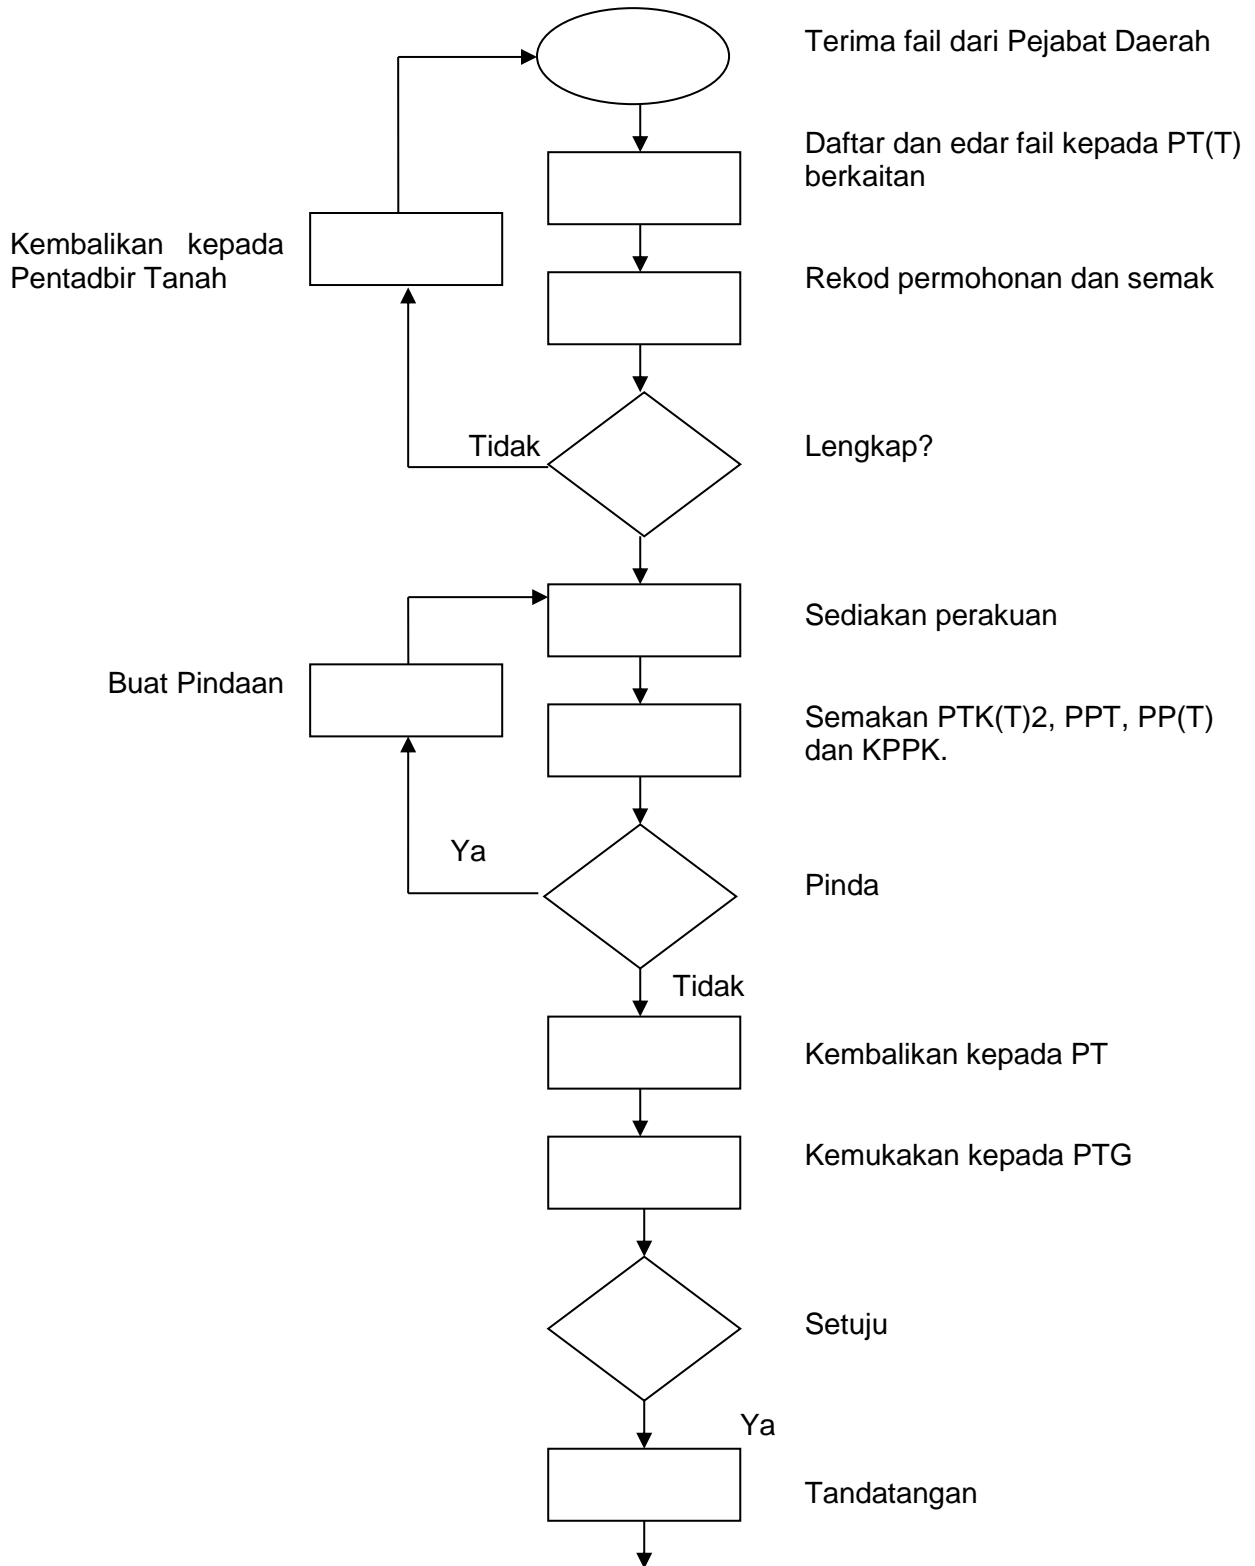 Terima fail dari Pejabat Daerah
Daftar dan edar fail kepada PT(T)
berkaitan
Kembalikan kepada
Pentadbir Tanah
Rekod permohonan dan semak
Tidak
Lengkap?
Sediakan perakuan
Buat Pindaan
Semakan PTK(T)2, PPT, PP(T)
dan KPPK.
Ya
Pinda
Tidak
Kembalikan kepada PT
Kemukakan kepada PTG
Setuju
Ya
Tandatangan